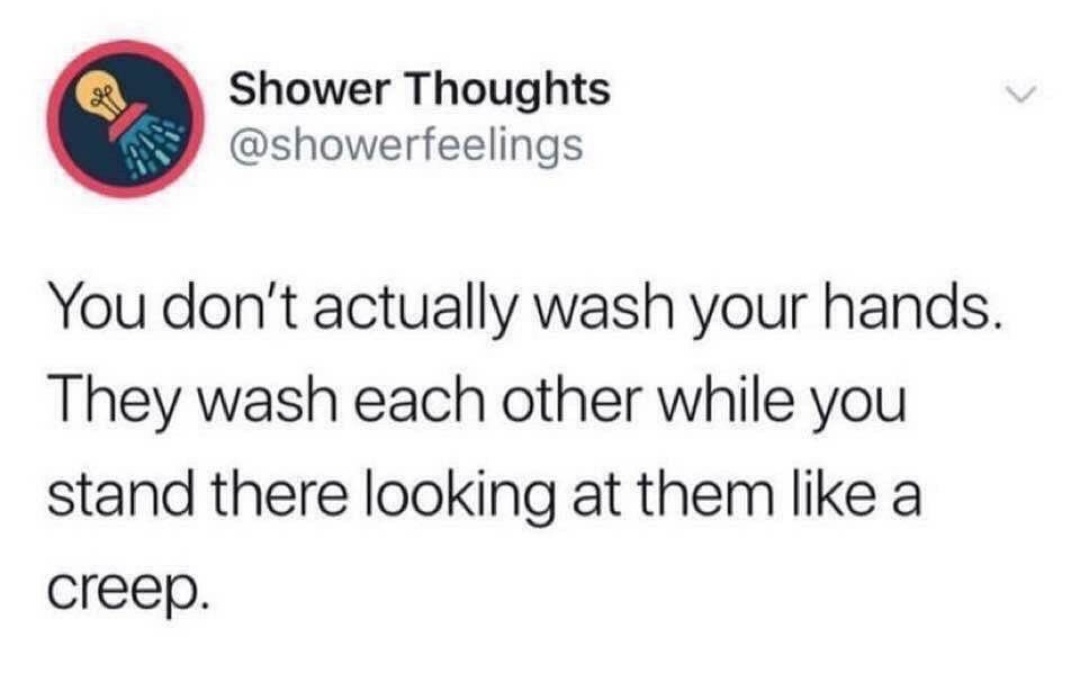 Shower Thoughts
@showerfeelings
You don't actually wash your hands.
They wash each other while you
stand there looking at them like a
creep.